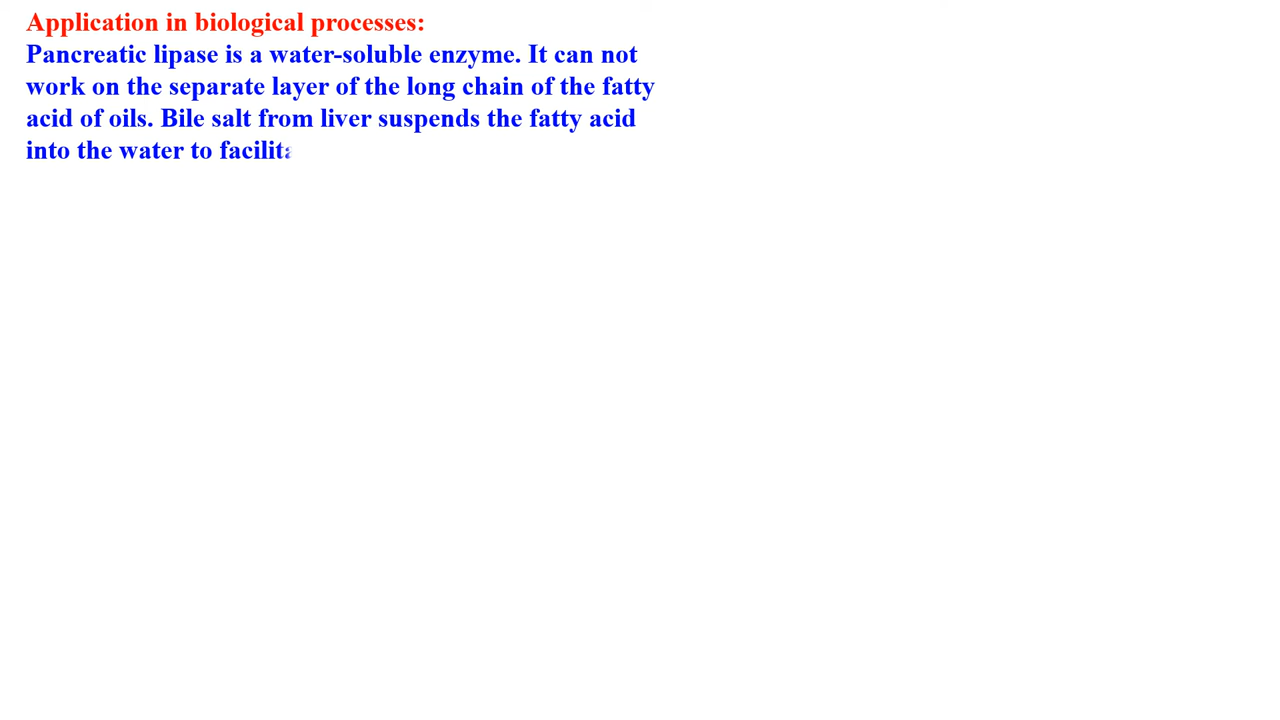 Application in biological processes:
Pancreatic lipase is a water-soluble enzyme. It can not
work on the separate layer of the long chain of the fatty
acid of oils. Bile salt from liver suspends the fatty acid
into the water to facilita